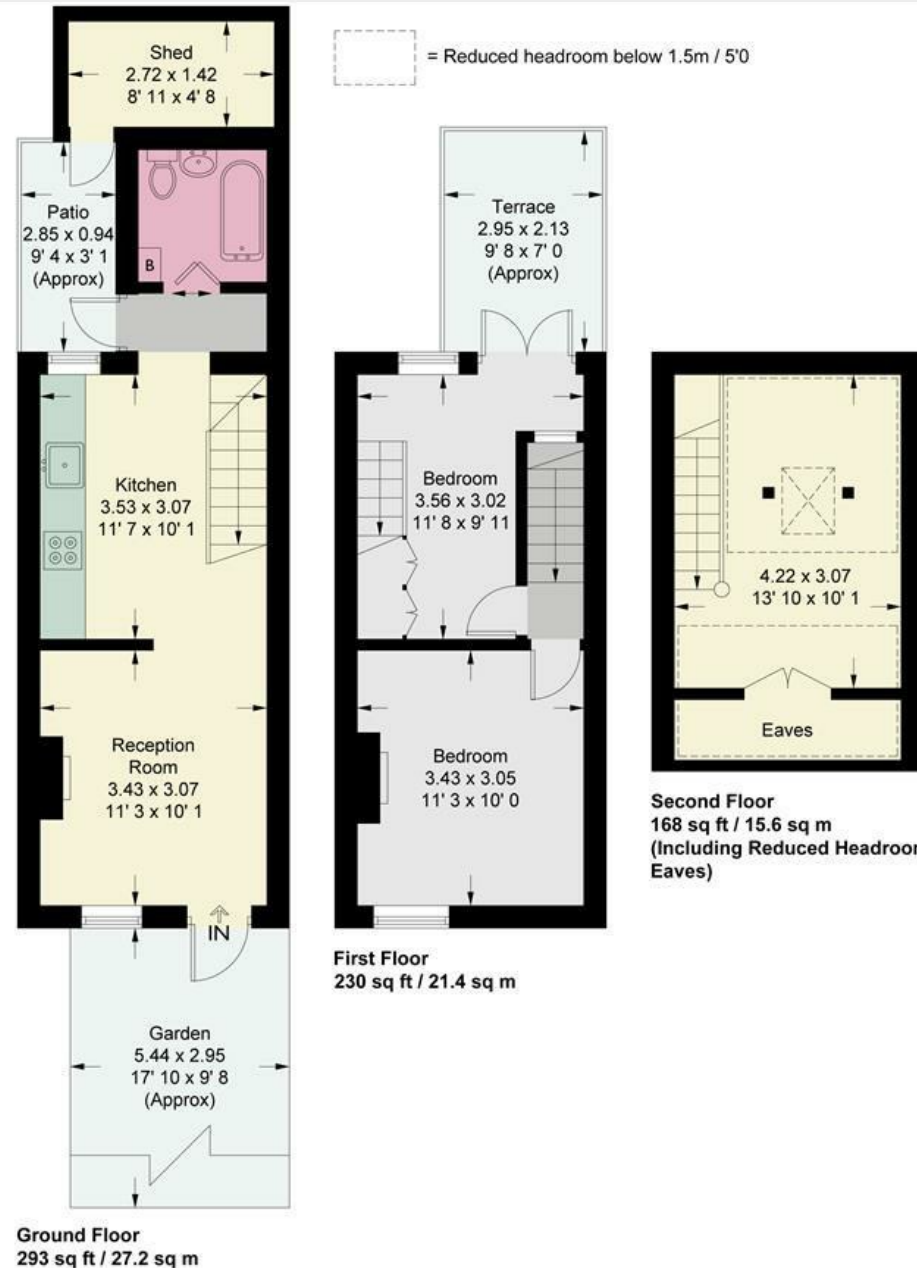 Shed
2.72 x 1.42
8' 11 x 4' 8
= Reduced headroom below 1.5m / 5'0
Patio
2.85 x 0.94
9' 4 x 3' 1
(Approx)
B
Terrace
2.95 x 2.13
9' 8 x 7' 0
(Approx)
Kitchen
3.53 x 3.07
11' 7 x 10' 1
Bedroom
3.56 x 3.02
11' 8 x 9' 11
4.22 x 3.07
13' 10 x 10' 1
Eaves
Reception
Room
3.43 x 3.07
11' 3 x 10' 1
Bedroom
3.43 x 3.05
11' 3 x 10' 0
Second Floor
168 sq ft / 15.6 sq m
(Including Reduced Headroom
Eaves)
IN
First Floor
230 sq ft / 21.4 sq m
Garden
5.44 x 2.95
17' 10 x 9' 8
(Approx)
Ground Floor
293 sq ft / 27.2 sq m